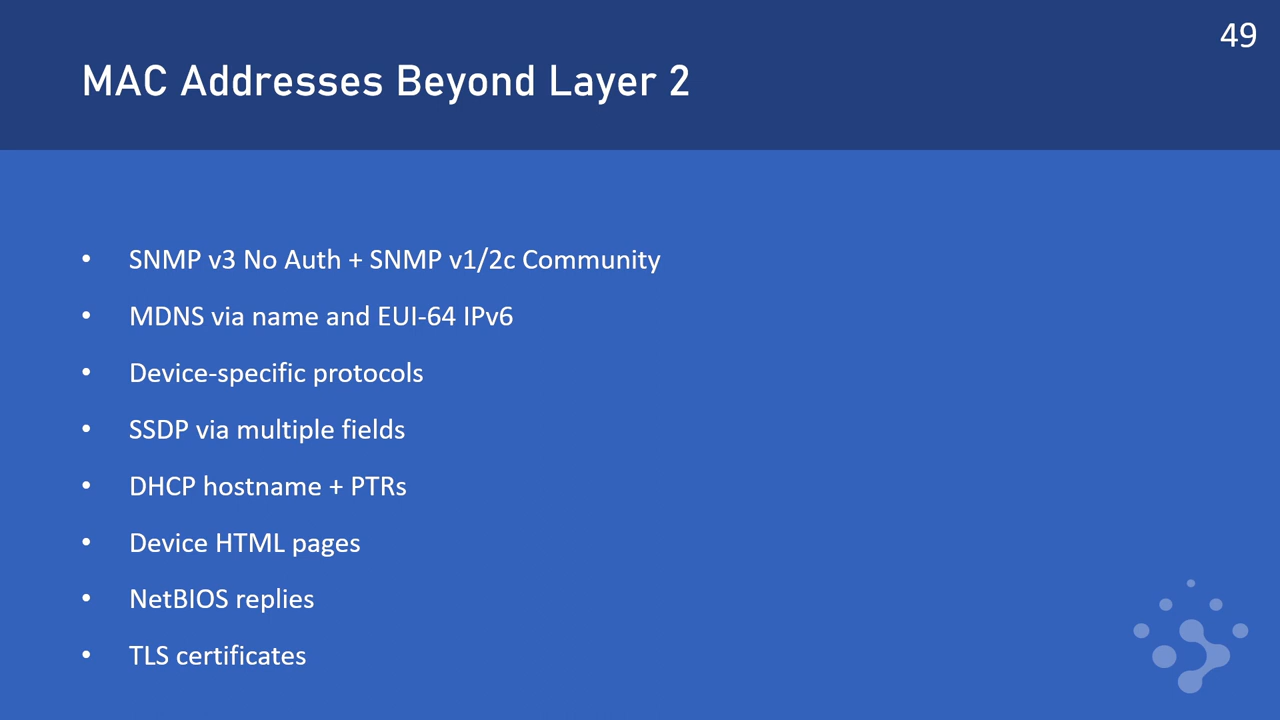 49
MAC Addresses Beyond Layer 2
• SNMP v3 No Auth + SNMP v1/2c Community
• MDNS via name and EUI-64 IPv6
• Device-specific protocols
• SSDP via multiple fields
• DHCP hostname + PTRs
• Device HTML pages
• NetBIOS replies
• TLS certificates